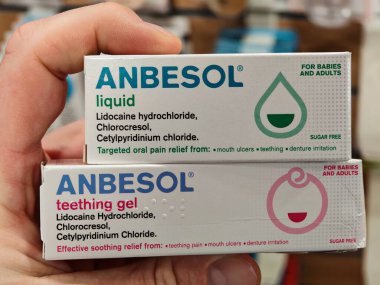 ANBESOL®
liquid
FOR BABIES
AND ADULTS
Lidocaine hydrochloride,
Chlorocresol,
Cetylpyridinium chloride.
SUGAR FREE
Targeted oral pain relief from: • mouth ulcers • teething • denture irritation
ANBESOL®
teething gel
FOR BABIES
AND ADULTS
Lidocaine Hydrochloride,
Chlorocresol,
Cetylpyridinium Chloride.
SUGAR FREE
Effective soothing relief from: • teething pain • mouth ulcers • denture irritation